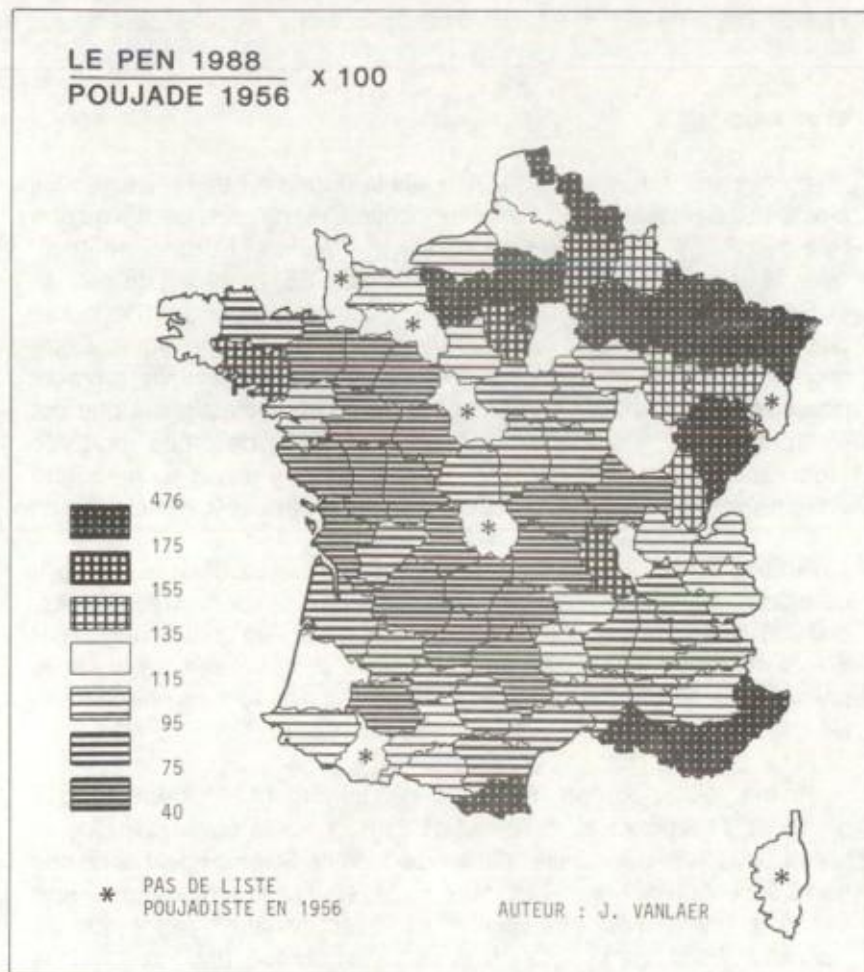 LE PEN 1988
POUJADE 1956
X 100
476
175
155
135
115
95
75
40
* PAS DE LISTE
POUJADISTE EN 1956
AUTEUR : J. VANLAER
*
*
*
*
*
*
*